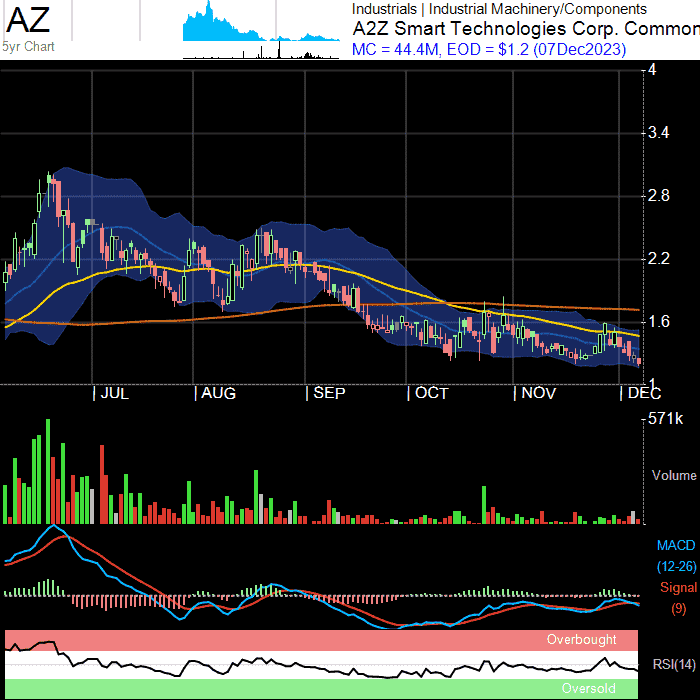 AZ
5yr Chart
Industrials | Industrial Machinery/Components
A2Z Smart Technologies Corp. Common
MC = 44.4M, EOD = $1.2 (07Dec2023)
4
3.4
2.8
2.2
1.6
1
JUL AUG SEP OCT NOV DEC
571k
Volume
MACD
(12-26)
Signal
(9)
Overbought
RSI(14)
Oversold